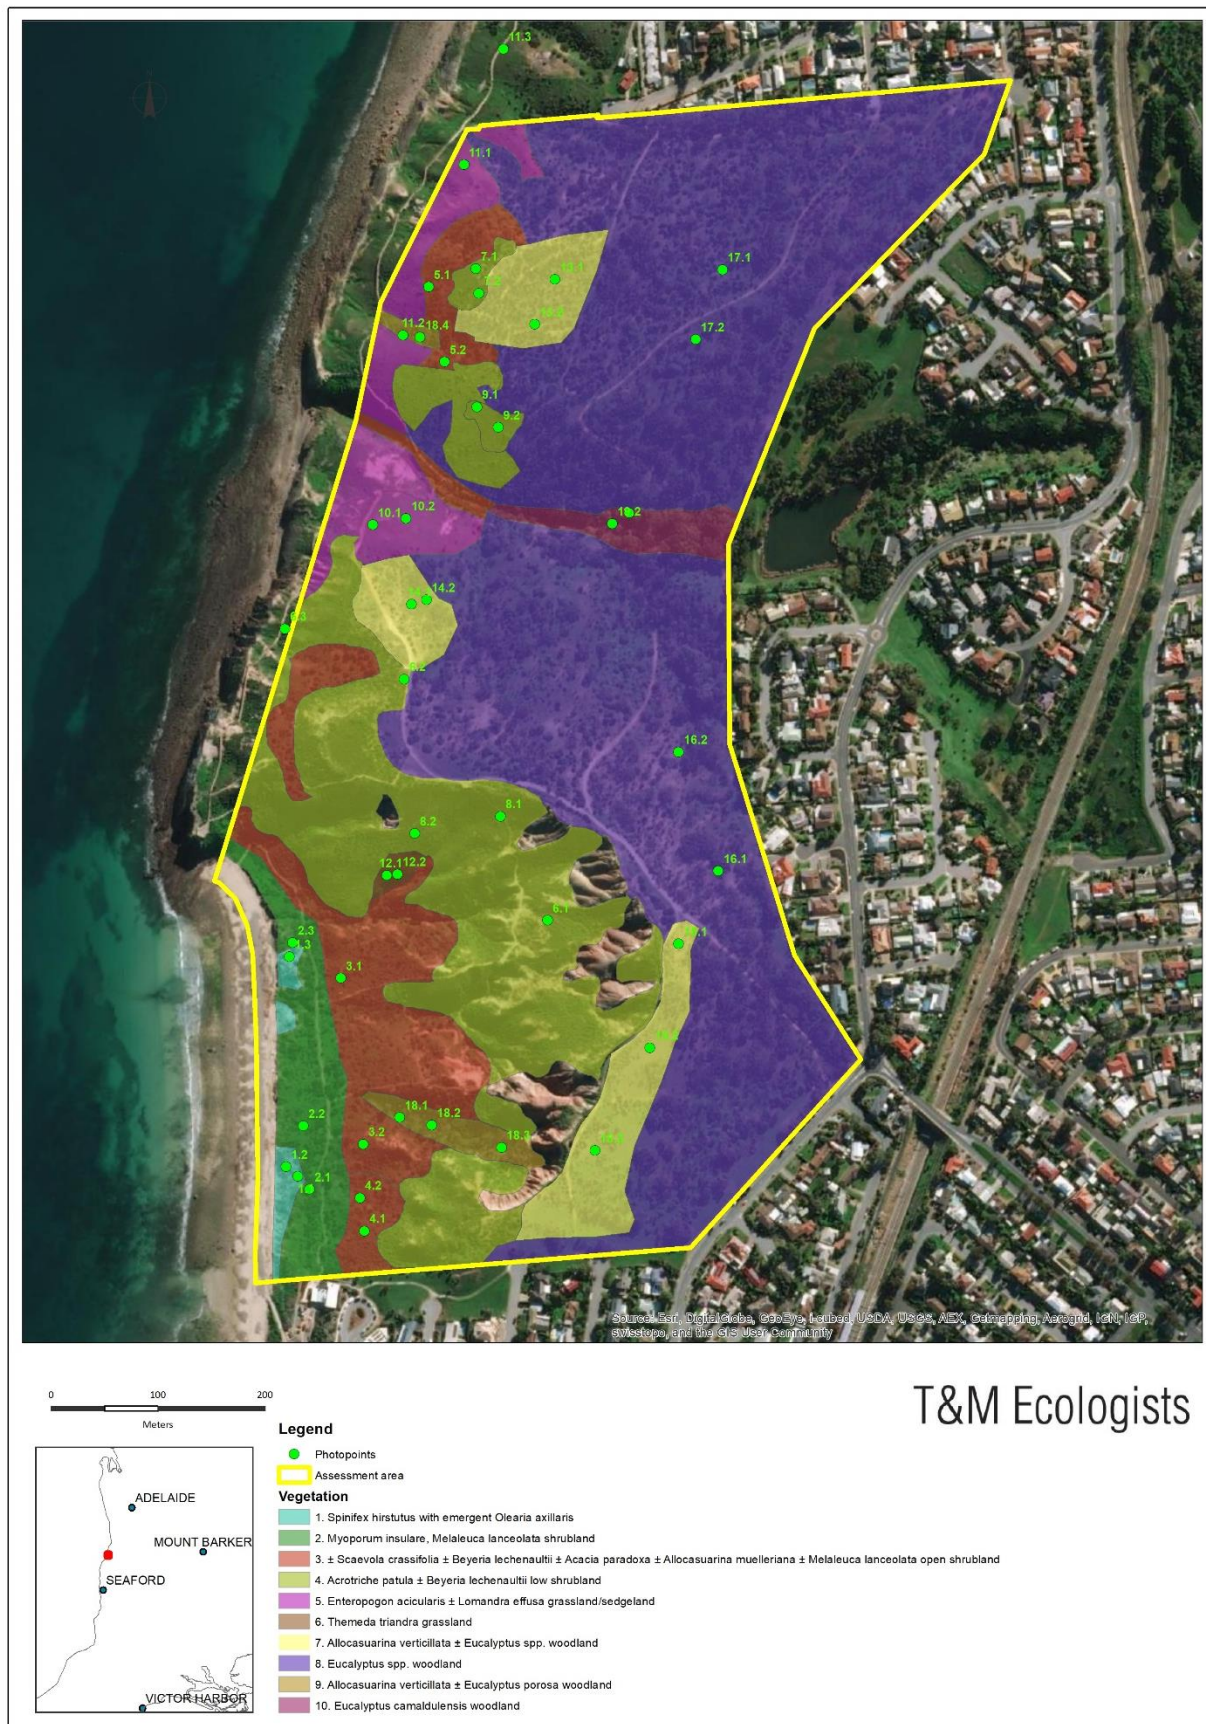 11.3
11.1
17.1
7.1
5.1
11.2
18.4
17.2
5.2
9.1
9.2
10.1
10.2
19.2
14.2
16.2
8.1
8.2
16.1
12.1
12.2
6.1
2.3
3.1
2.2
18.1
18.2
3.2
18.3
1.2
2.1
4.2
4.1
Source: Esri, DigitalGlobe, GeoEye, i-cubed, USDA, USGS, AEX, Getmapping, Aerogrid, IGN, IGP,
swisstopo, and the GIS User Community
T&M Ecologists
0 100 200
Meters
ADELAIDE
MOUNT BARKER
SEAFORD
VICTOR HARBOR
Legend
Photopoints
Assessment area
Vegetation
1. Spinifex hirstutus with emergent Olearia axillaris
2. Myoporum insulare, Melaleuca lanceolata shrubland
3. ± Scaevola crassifolia ± Beyeria lechenaultii ± Acacia paradoxa ± Allocasuarina muelleriana ± Melaleuca lanceolata open shrubland
4. Acrotriche patula ± Beyeria lechenaultii low shrubland
5. Enteropogon acicularis ± Lomandra effusa grassland/sedgeland
6. Themeda triandra grassland
7. Allocasuarina verticillata ± Eucalyptus spp. woodland
8. Eucalyptus spp. woodland
9. Allocasuarina verticillata ± Eucalyptus porosa woodland
10. Eucalyptus camaldulensis woodland